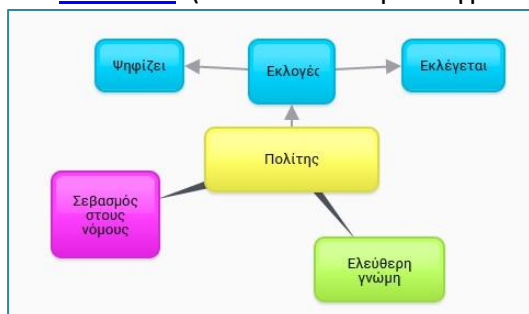 Ψηφίζει
Εκλογές
Εκλέγεται
Πολίτης
Σεβασμός
στους
νόμους
Ελεύθερη
γνώμη